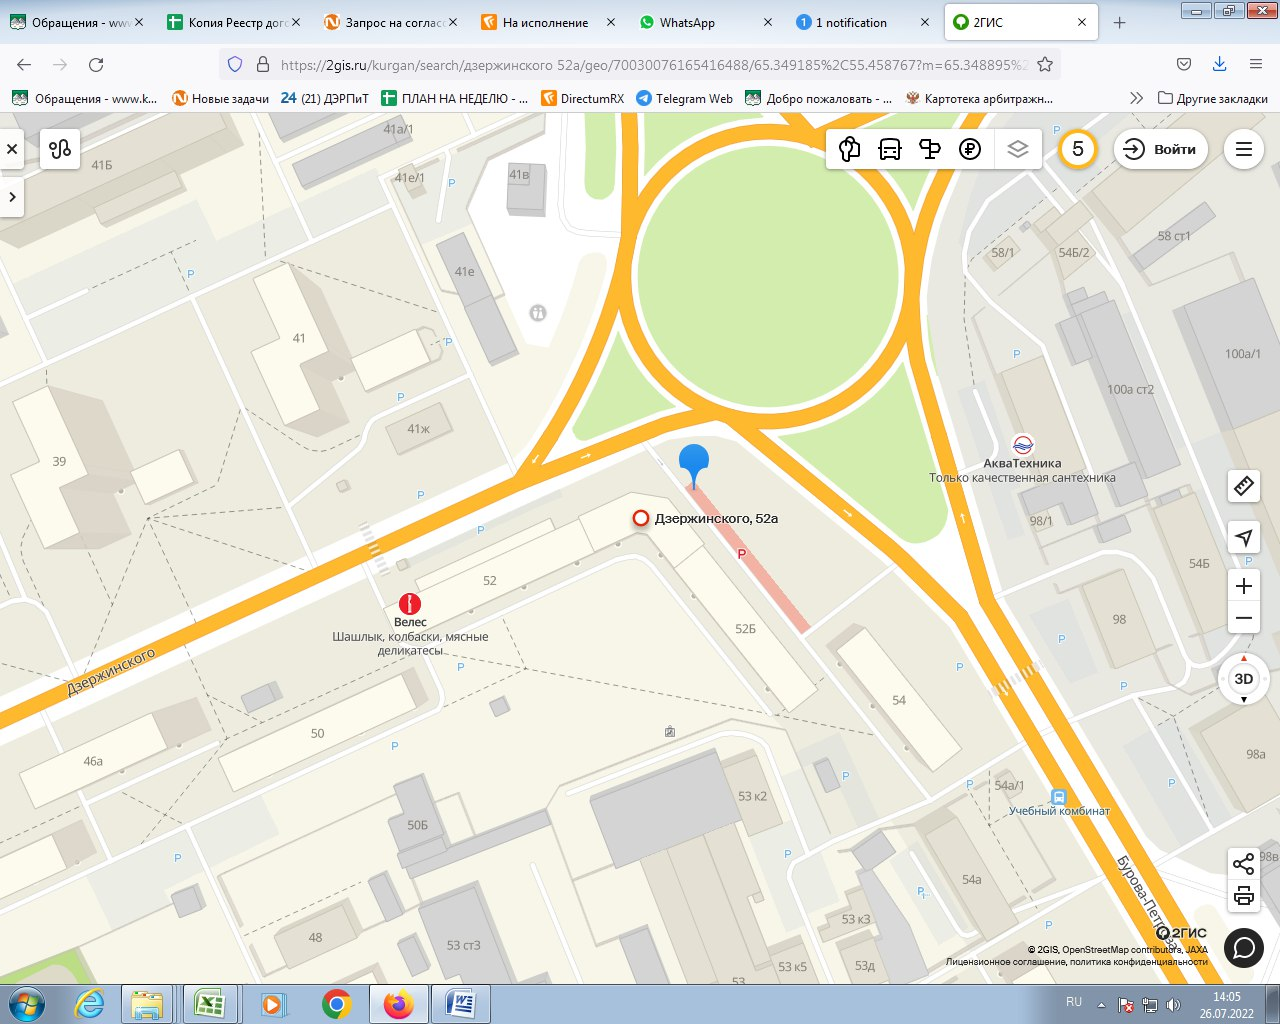 Обращения - www
Копия Реестр дого
Запрос на соглас
На исполнение
WhatsApp
1 notification
2ГИС
https://2gis.ru/kurgan/search/дзержинского 52а/geo/70030076165416488/65.349185%2C55.458767?m=65.348895%2
Обращения - www.k...
Новые задачи
24 (21) ДЭРПиТ
ПЛАН НА НЕДЕЛЮ - ...
DirectumRX
Telegram Web
Добро пожаловать - ...
Картотека арбитражн...
Другие закладки
5
Войти
41а/1
41Б
41е/1
41в
P
58 ст1
58/1
54Б/2
41е
41
100а/1
100а ст2
41ж
39
АкваТехника
Только качественная сантехника
98/1
Дзержинского, 52а
P
52
54Б
Велес
Шашлык, колбаски, мясные
деликатесы
52Б
98
Дзержинского
3D
54
50
46а
98а
53 к2
54а/1
Учебный комбинат
50Б
98в
54а
Бурова-Петрова
53 к3
48
53 ст3
53 к5
53д
53
2ГИС
© 2GIS, OpenStreetMap contributors, JAXA
Лицензионное соглашение, политика конфиденциальности
RU
14:05
26.07.2022